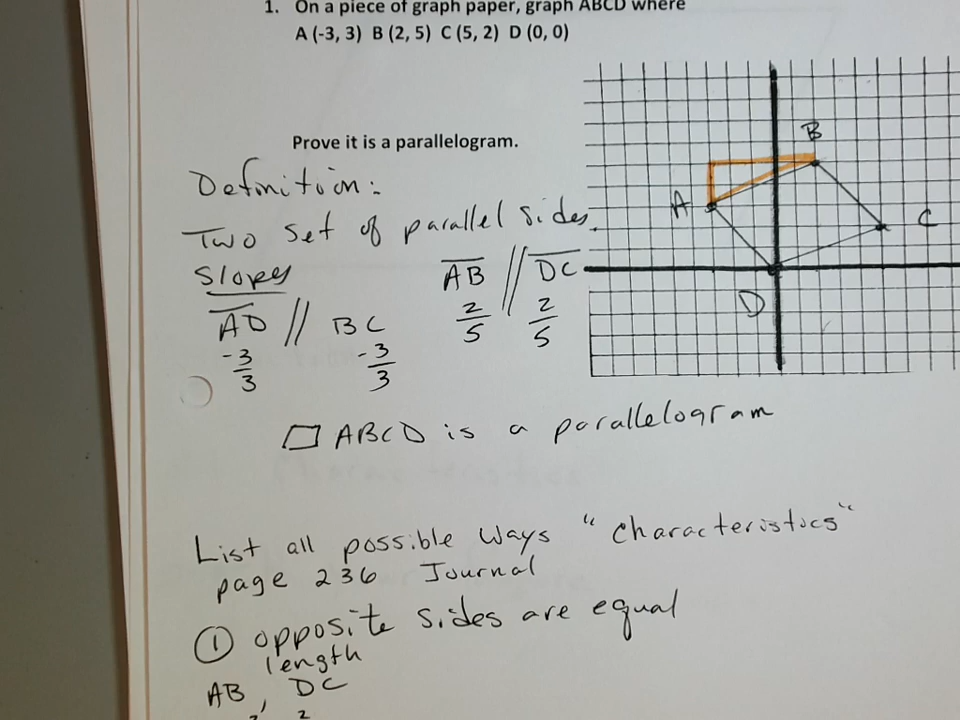 1. On a piece of graph paper, graph ABCD where
A (-3, 3) B (2, 5) C (5, 2) D (0, 0)
Prove it is a parallelogram.
Definition:
Two set of parallel sides.
Slopes
AB // DC
2/5 2/5
AD // BC
-3/3 -3/3
B
A
C
D
▱ ABCD is a parallelogram
List all possible ways "characteristics"
page 236 Journal
① opposite sides are equal
length
AB, DC